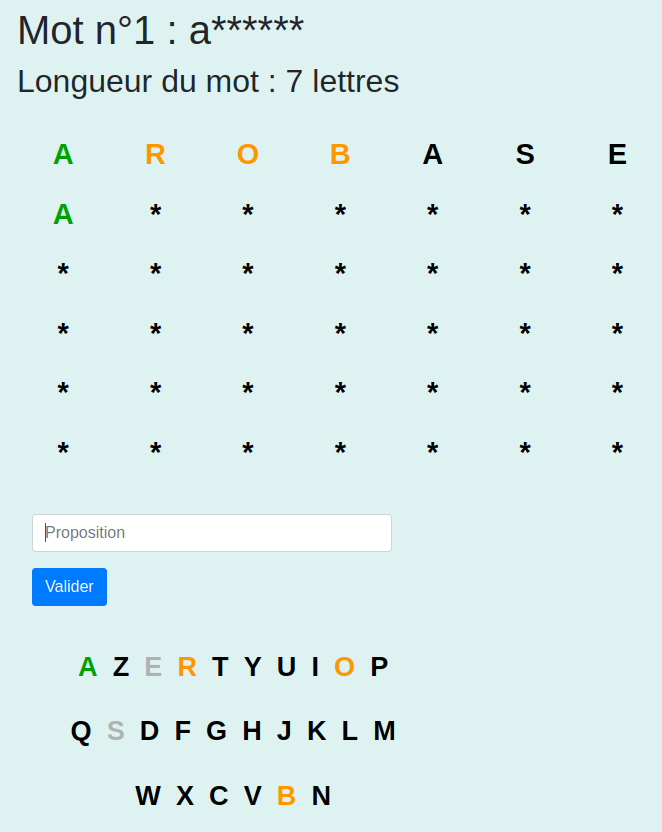 Mot n°1 : a******
Longueur du mot : 7 lettres
A R O B A S E
A * * * * * *
* * * * * * *
* * * * * * *
* * * * * * *
* * * * * * *
Proposition
Valider
A Z E R T Y U I O P
Q S D F G H J K L M
W X C V B N